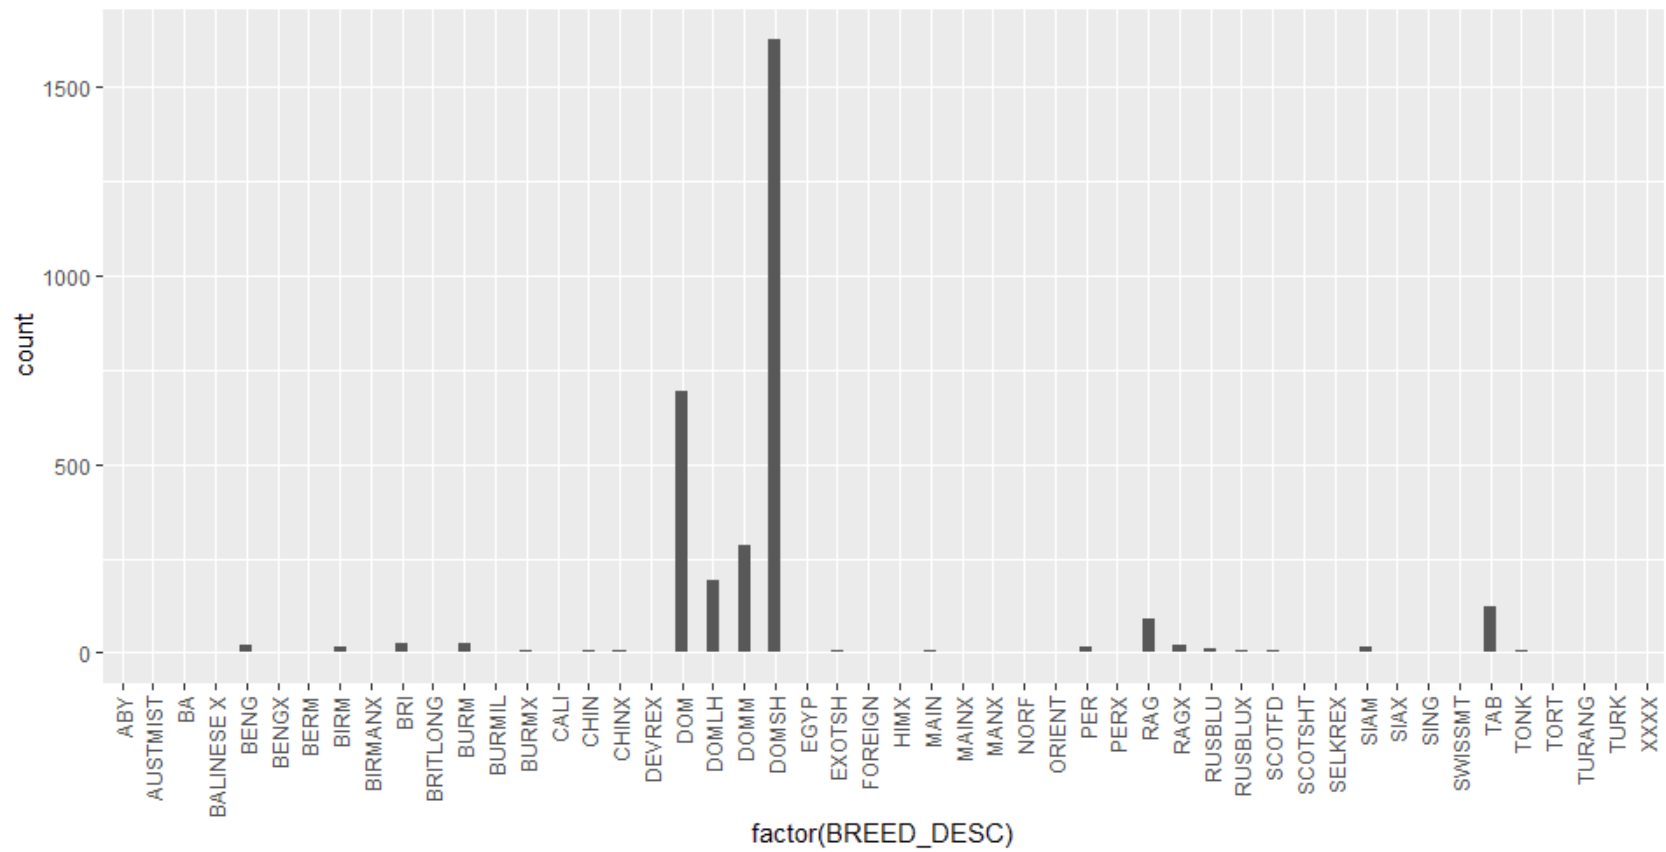 1500
1000
500
0
count
ABY
AUSTMIST
BA
BALINESE X
BENG
BENGX
BERM
BIRM
BIRMANX
BRI
BRITLONG
BURM
BURMIL
BURMX
CALI
CHIN
CHINX
DEVREX
DOM
DOMLH
DOMM
DOMSH
EGYP
EXOTSH
FOREIGN
HIMX
MAIN
MAINX
MANX
NORF
ORIENT
PER
PERX
RAG
RAGX
RUSBLU
RUSBLUX
SCOTFD
SCOTSHT
SELKREX
SIAM
SIAX
SING
SWISSMT
TAB
TONK
TORT
TURANG
TURK
XXXX
factor(BREED_DESC)